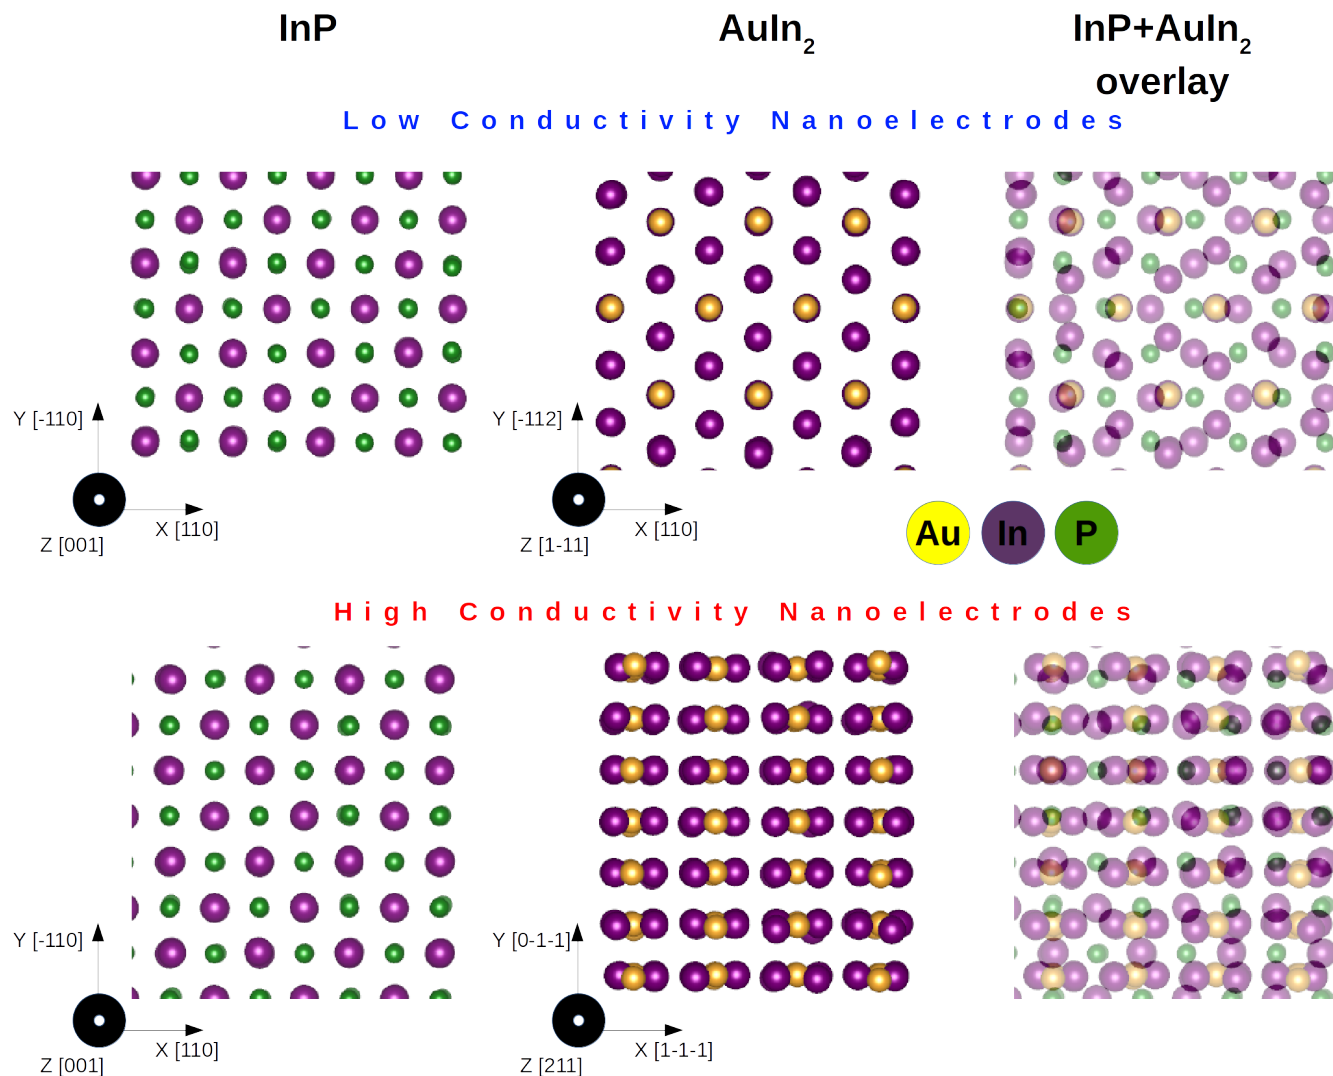 InP
AuIn2
InP+AuIn2
overlay
Low Conductivity Nanoelectrodes
Y [-110]
Z [001]
X [110]
Y [-112]
Z [1-11]
X [110]
Au
In
P
High Conductivity Nanoelectrodes
Y [-110]
Z [001]
X [110]
Y [0-1-1]
Z [211]
X [1-1-1]